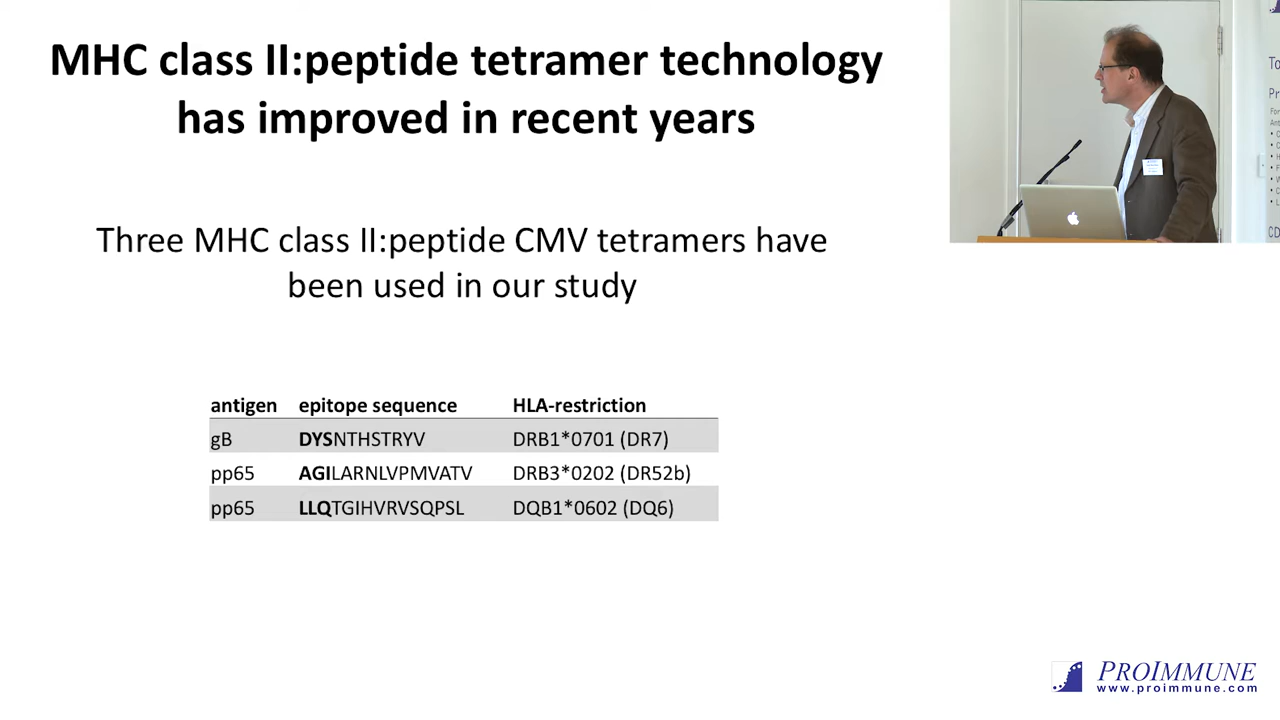 MHC class II:peptide tetramer technology
has improved in recent years
Three MHC class II:peptide CMV tetramers have
been used in our study
antigen epitope sequence HLA-restriction
gB DYSNTHSTRYV DRB1*0701 (DR7)
pp65 AGILARNLVPMVATV DRB3*0202 (DR52b)
pp65 LLQTGIHVRVSQPSL DQB1*0602 (DQ6)
PROIMMUNE
www.proimmune.com